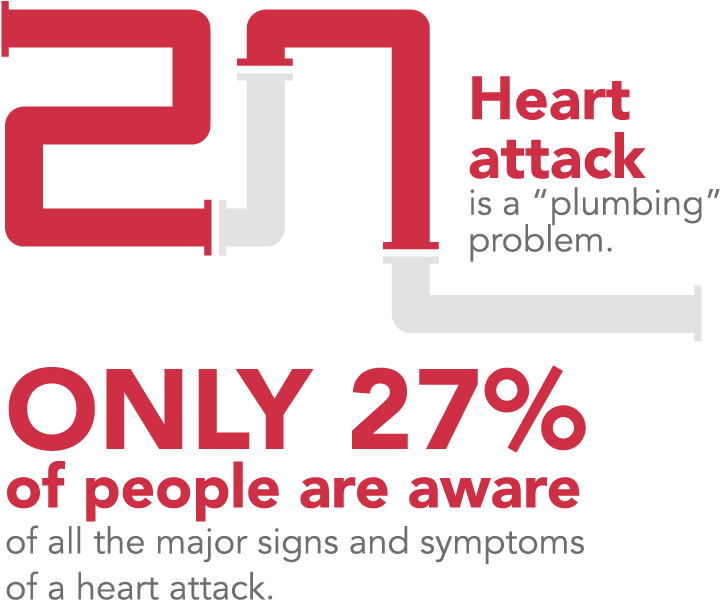 27
Heart
attack
is a “plumbing”
problem.
ONLY 27%
of people are aware
of all the major signs and symptoms
of a heart attack.